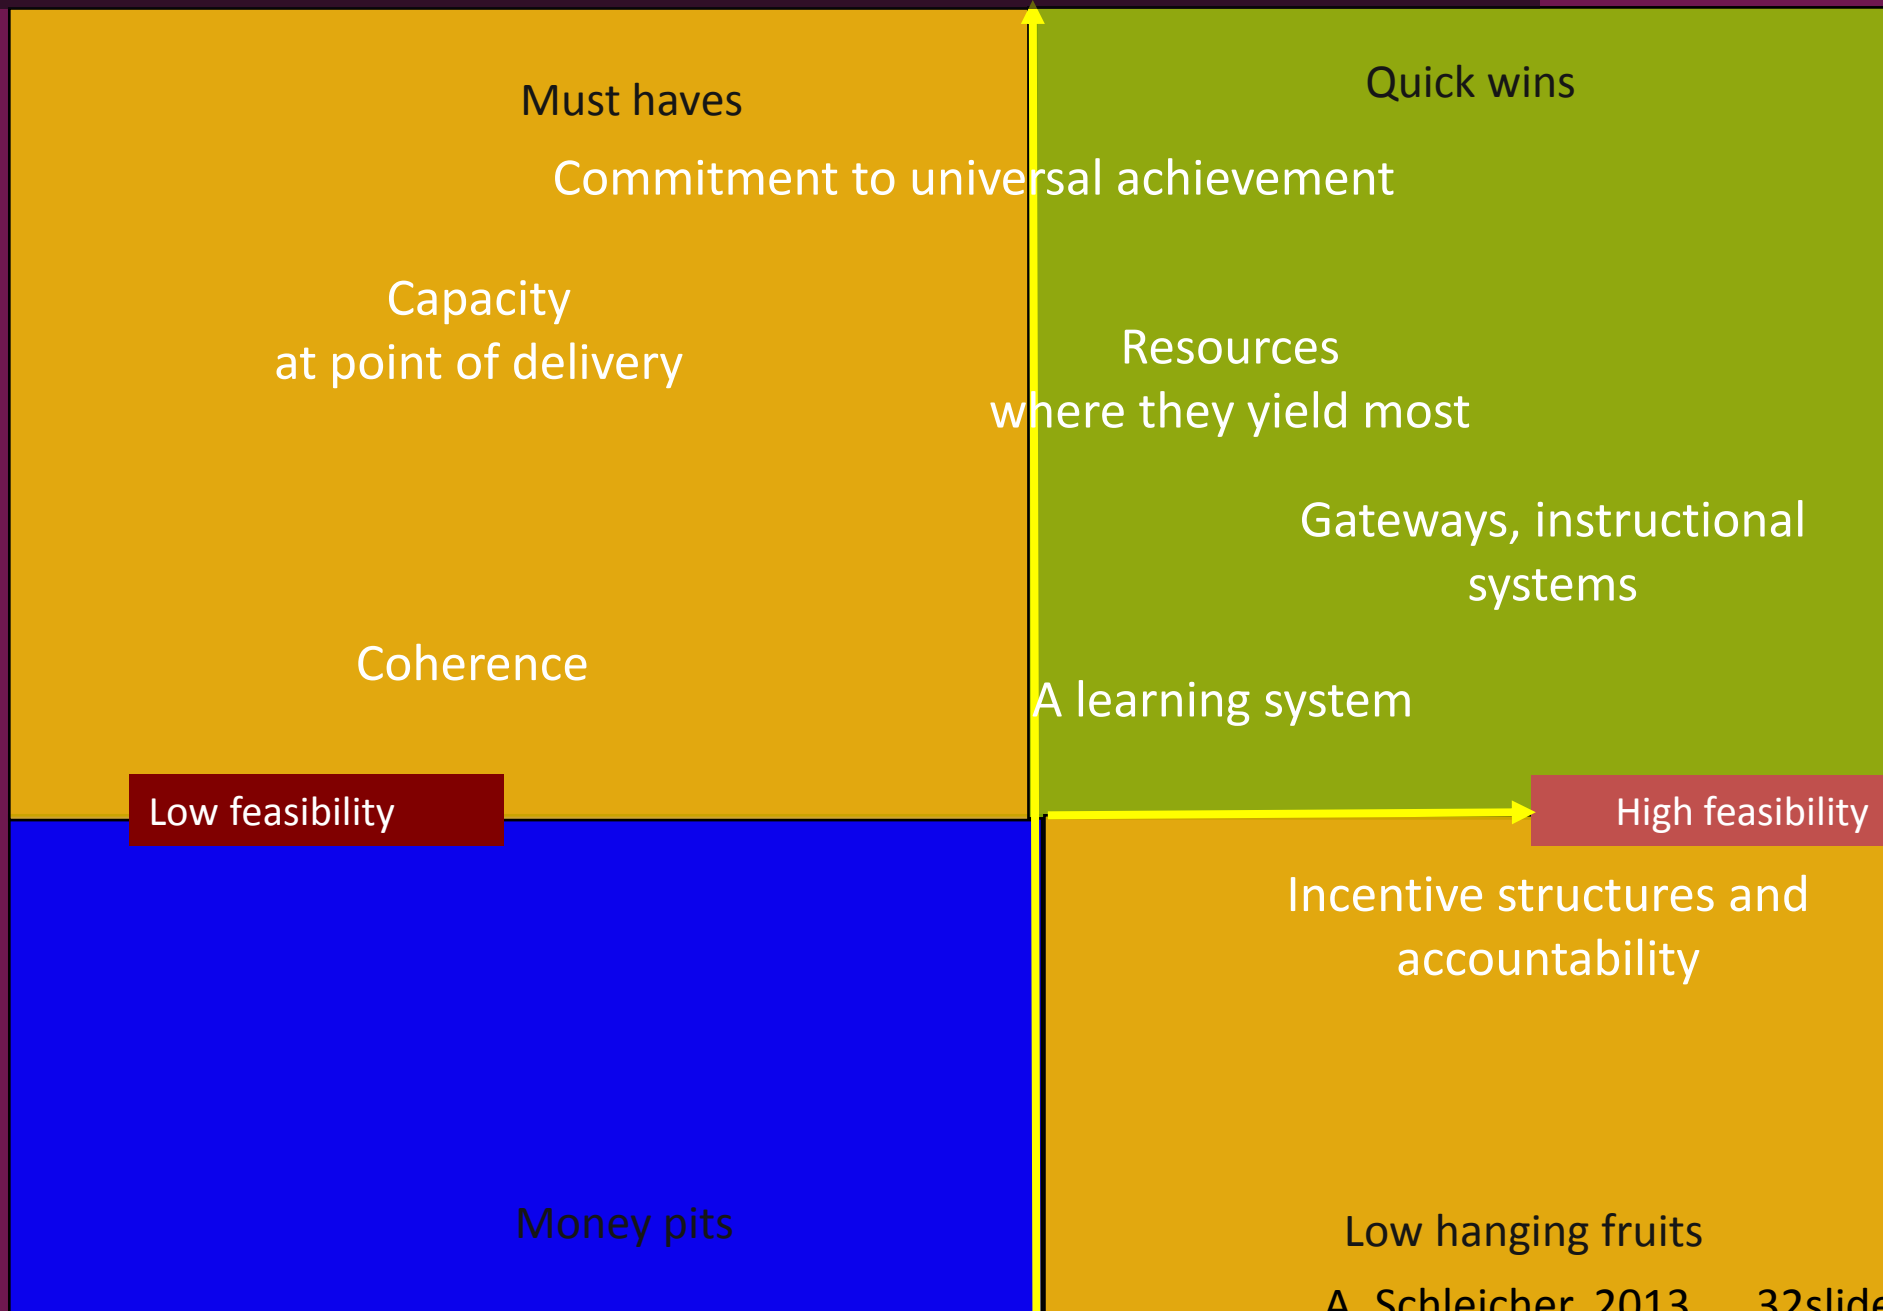 Must haves
Quick wins
Commitment to universal achievement
Capacity
at point of delivery
Resources
where they yield most
Gateways, instructional
systems
Coherence
A learning system
Low feasibility
High feasibility
Incentive structures and
accountability
Money pits
Low hanging fruits
A. Schleicher, 2013 32slide